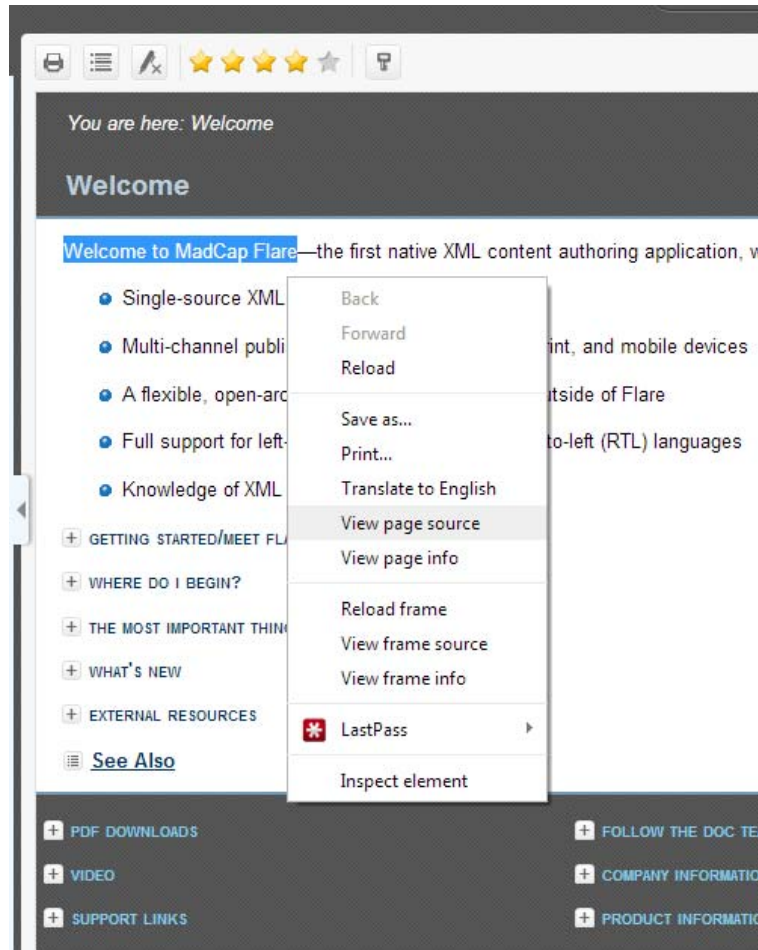 You are here: Welcome
Welcome
Welcome to MadCap Flare—the first native XML content authoring application,
Single-source XML
Multi-channel publi
int, and mobile devices
A flexible, open-arc
tside of Flare
Full support for left-
to-left (RTL) languages
Knowledge of XML
GETTING STARTED/MEET FLA
WHERE DO I BEGIN?
THE MOST IMPORTANT THIN
WHAT'S NEW
EXTERNAL RESOURCES
See Also
Back
Forward
Reload
Save as...
Print...
Translate to English
View page source
View page info
Reload frame
View frame source
View frame info
LastPass
Inspect element
PDF DOWNLOADS
VIDEO
SUPPORT LINKS
FOLLOW THE DOC TE
COMPANY INFORMATIO
PRODUCT INFORMATIO